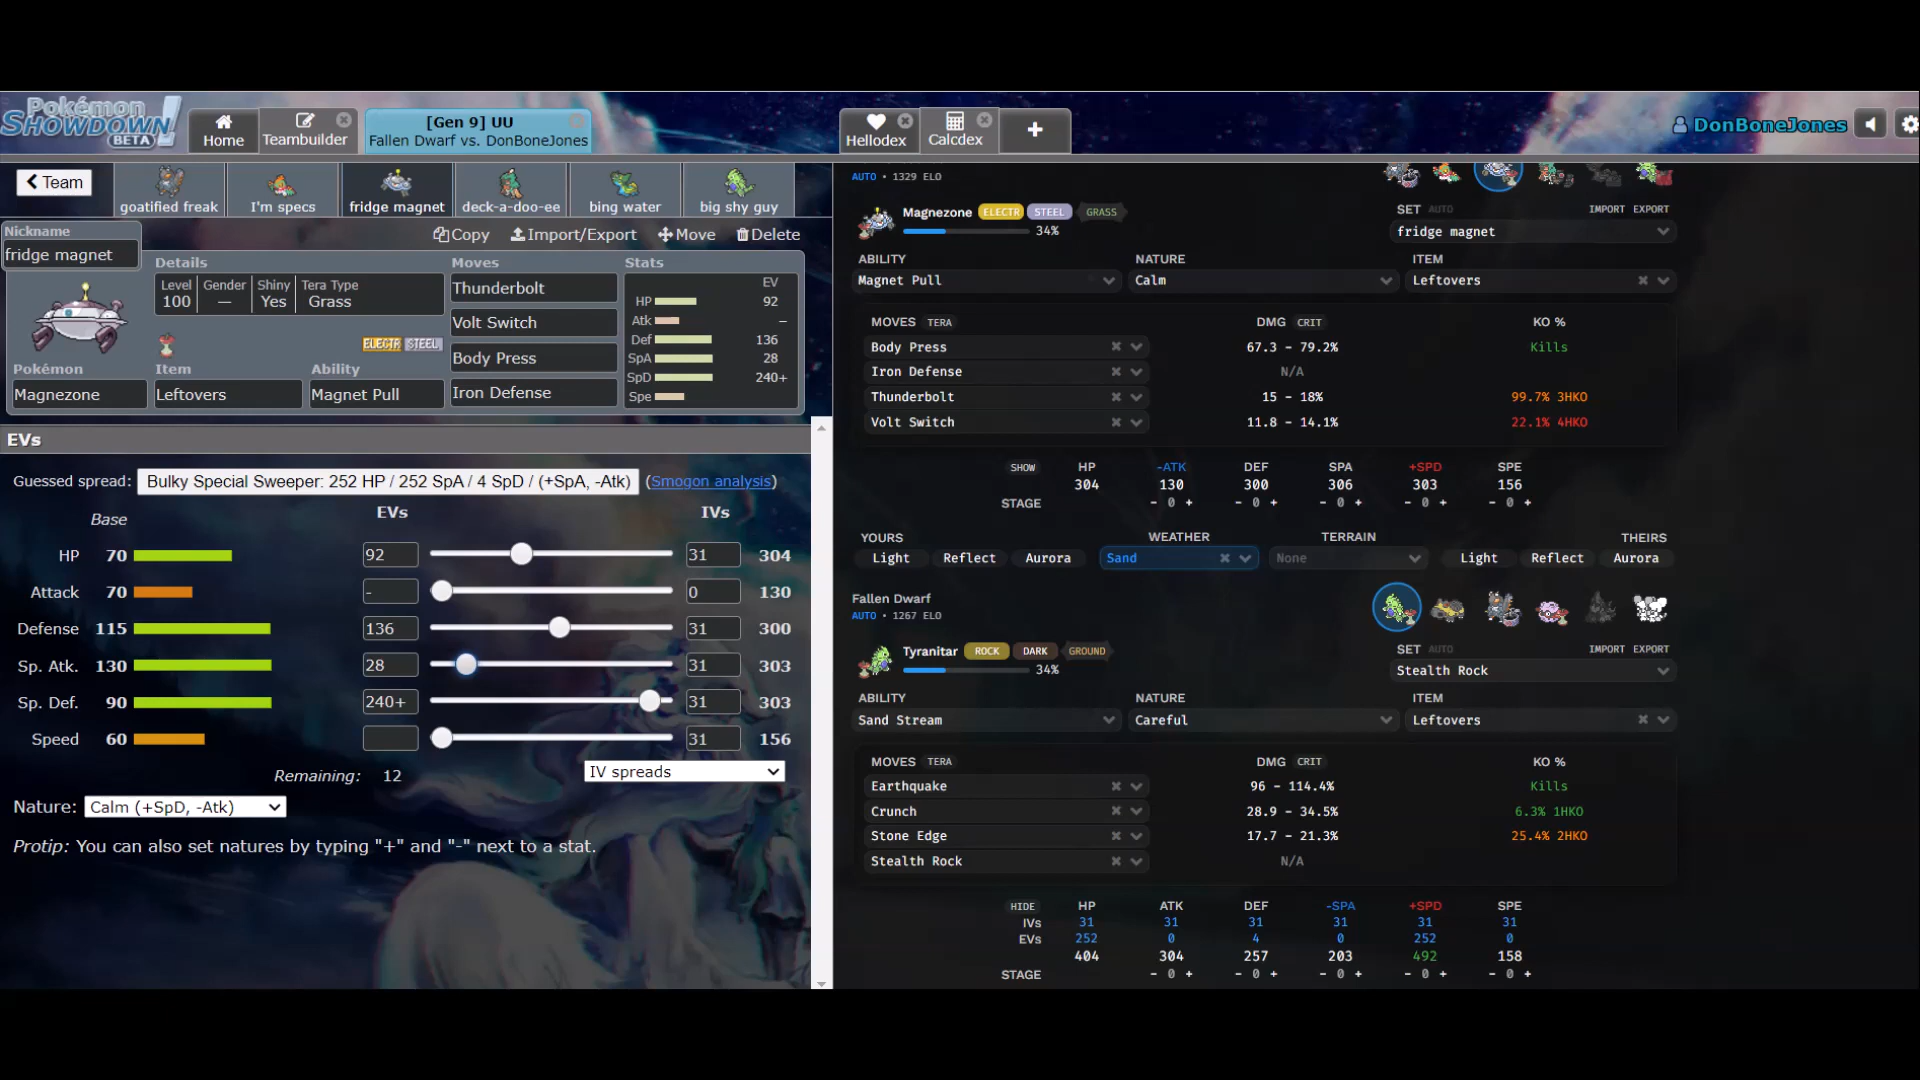 Pokémon
SHOWDOWN!
BETA
Home
Teambuilder
[Gen 9] UU
Fallen Dwarf vs. DonBoneJones
Hellodex
Calcdex
+
DonBoneJones
Team
goatified freak
I'm specs
fridge magnet
deck-a-doo-ee
bing water
big shy guy
Nickname
fridge magnet
Copy
Import/Export
Move
Delete
Details
Level
100
Gender
—
Shiny
Yes
Tera Type
Grass
ELECTR STEEL
Pokémon
Magnezone
Item
Leftovers
Ability
Magnet Pull
Moves
Thunderbolt
Volt Switch
Body Press
Iron Defense
Stats
EV
HP 92
Atk –
Def 136
SpA 28
SpD 240+
Spe
EVs
Guessed spread: Bulky Special Sweeper: 252 HP / 252 SpA / 4 SpD / (+SpA, -Atk) (Smogon analysis)
Base EVs IVs
HP 70 92 31 304
Attack 70 - 0 130
Defense 115 136 31 300
Sp. Atk. 130 28 31 303
Sp. Def. 90 240+ 31 303
Speed 60 31 156
Remaining: 12
IV spreads
Nature: Calm (+SpD, -Atk)
Protip: You can also set natures by typing "+" and "-" next to a stat.
AUTO • 1329 ELO
Magnezone ELECTR STEEL GRASS
34%
SET AUTO IMPORT EXPORT
fridge magnet
ABILITY NATURE ITEM
Magnet Pull Calm Leftovers
MOVES TERA DMG CRIT KO %
Body Press 67.3 – 79.2% Kills
Iron Defense N/A
Thunderbolt 15 – 18% 99.7% 3HKO
Volt Switch 11.8 – 14.1% 22.1% 4HKO
SHOW HP -ATK DEF SPA +SPD SPE
304 130 300 306 303 156
STAGE - 0 + - 0 + - 0 + - 0 + - 0 +
YOURS WEATHER TERRAIN THEIRS
Light Reflect Aurora Sand None Light Reflect Aurora
Fallen Dwarf
AUTO • 1267 ELO
Tyranitar ROCK DARK GROUND
34%
SET AUTO IMPORT EXPORT
Stealth Rock
ABILITY NATURE ITEM
Sand Stream Careful Leftovers
MOVES TERA DMG CRIT KO %
Earthquake 96 – 114.4% Kills
Crunch 28.9 – 34.5% 6.3% 1HKO
Stone Edge 17.7 – 21.3% 25.4% 2HKO
Stealth Rock N/A
HIDE HP ATK DEF -SPA +SPD SPE
IVs 31 31 31 31 31 31
EVs 252 0 4 0 252 0
404 304 257 203 492 158
STAGE - 0 + - 0 + - 0 + - 0 + - 0 +